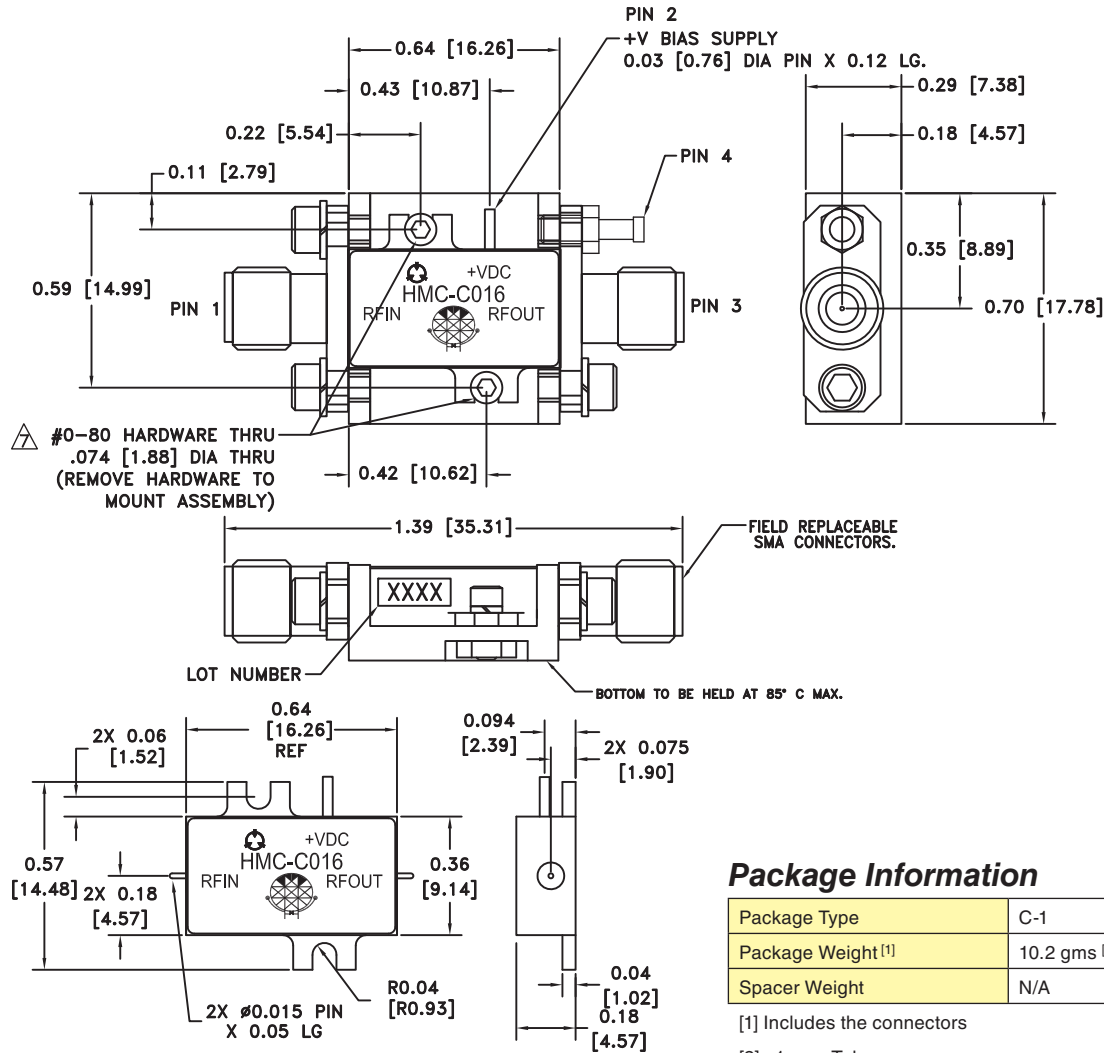 PIN 2
+V BIAS SUPPLY
0.03 [0.76] DIA PIN X 0.12 LG.
0.64 [16.26]
0.43 [10.87]
0.22 [5.54]
0.11 [2.79]
0.29 [7.38]
0.18 [4.57]
PIN 4
0.59 [14.99]
PIN 1
+VDC
HMC-C016
RFIN
RFOUT
PIN 3
0.35 [8.89]
0.70 [17.78]
7
#0-80 HARDWARE THRU
.074 [1.88] DIA THRU
(REMOVE HARDWARE TO
MOUNT ASSEMBLY)
0.42 [10.62]
1.39 [35.31]
FIELD REPLACEABLE
SMA CONNECTORS.
XXXX
LOT NUMBER
BOTTOM TO BE HELD AT 85° C MAX.
0.64
[16.26]
REF
2X 0.06
[1.52]
0.094
[2.39]
2X 0.075
[1.90]
+VDC
HMC-C016
RFIN
RFOUT
0.57
[14.48]
2X 0.18
[4.57]
0.36
[9.14]
2X ø0.015 PIN
X 0.05 LG
R0.04
[R0.93]
0.04
[1.02]
0.18
[4.57]
Package Information
Package Type C-1
Package Weight [1] 10.2 gms
Spacer Weight N/A
[1] Includes the connectors